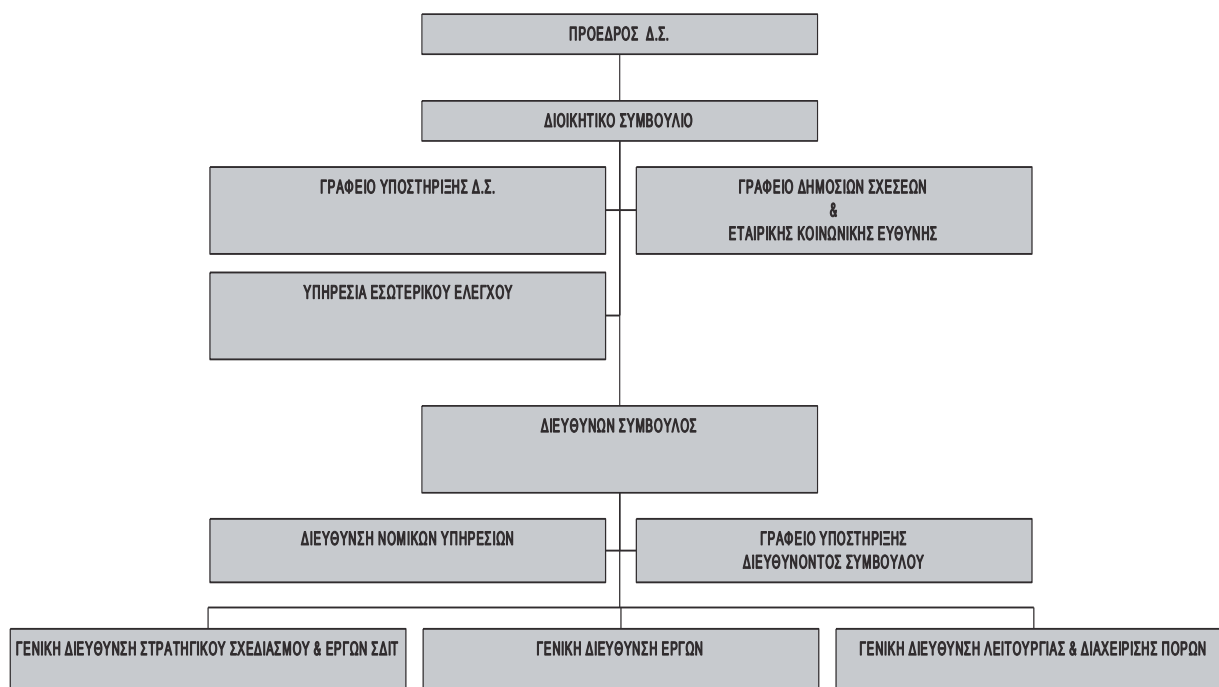 ΠΡΟΕΔΡΟΣ Δ.Σ.
ΔΙΟΙΚΗΤΙΚΟ ΣΥΜΒΟΥΛΙΟ
ΓΡΑΦΕΙΟ ΥΠΟΣΤΗΡΙΞΗΣ Δ.Σ.
ΓΡΑΦΕΙΟ ΔΗΜΟΣΙΩΝ ΣΧΕΣΕΩΝ
&
ΕΤΑΙΡΙΚΗΣ ΚΟΙΝΩΝΙΚΗΣ ΕΥΘΥΝΗΣ
ΥΠΗΡΕΣΙΑ ΕΣΩΤΕΡΙΚΟΥ ΕΛΕΓΧΟΥ
ΔΙΕΥΘΥΝΩΝ ΣΥΜΒΟΥΛΟΣ
ΔΙΕΥΘΥΝΣΗ ΝΟΜΙΚΩΝ ΥΠΗΡΕΣΙΩΝ
ΓΡΑΦΕΙΟ ΥΠΟΣΤΗΡΙΞΗΣ
ΔΙΕΥΘΥΝΟΝΤΟΣ ΣΥΜΒΟΥΛΟΥ
ΓΕΝΙΚΗ ΔΙΕΥΘΥΝΣΗ ΣΤΡΑΤΗΓΙΚΟΥ ΣΧΕΔΙΑΣΜΟΥ & ΕΡΓΩΝ ΣΔΙΤ
ΓΕΝΙΚΗ ΔΙΕΥΘΥΝΣΗ ΕΡΓΩΝ
ΓΕΝΙΚΗ ΔΙΕΥΘΥΝΣΗ ΛΕΙΤΟΥΡΓΙΑΣ & ΔΙΑΧΕΙΡΙΣΗΣ ΠΟΡΩΝ